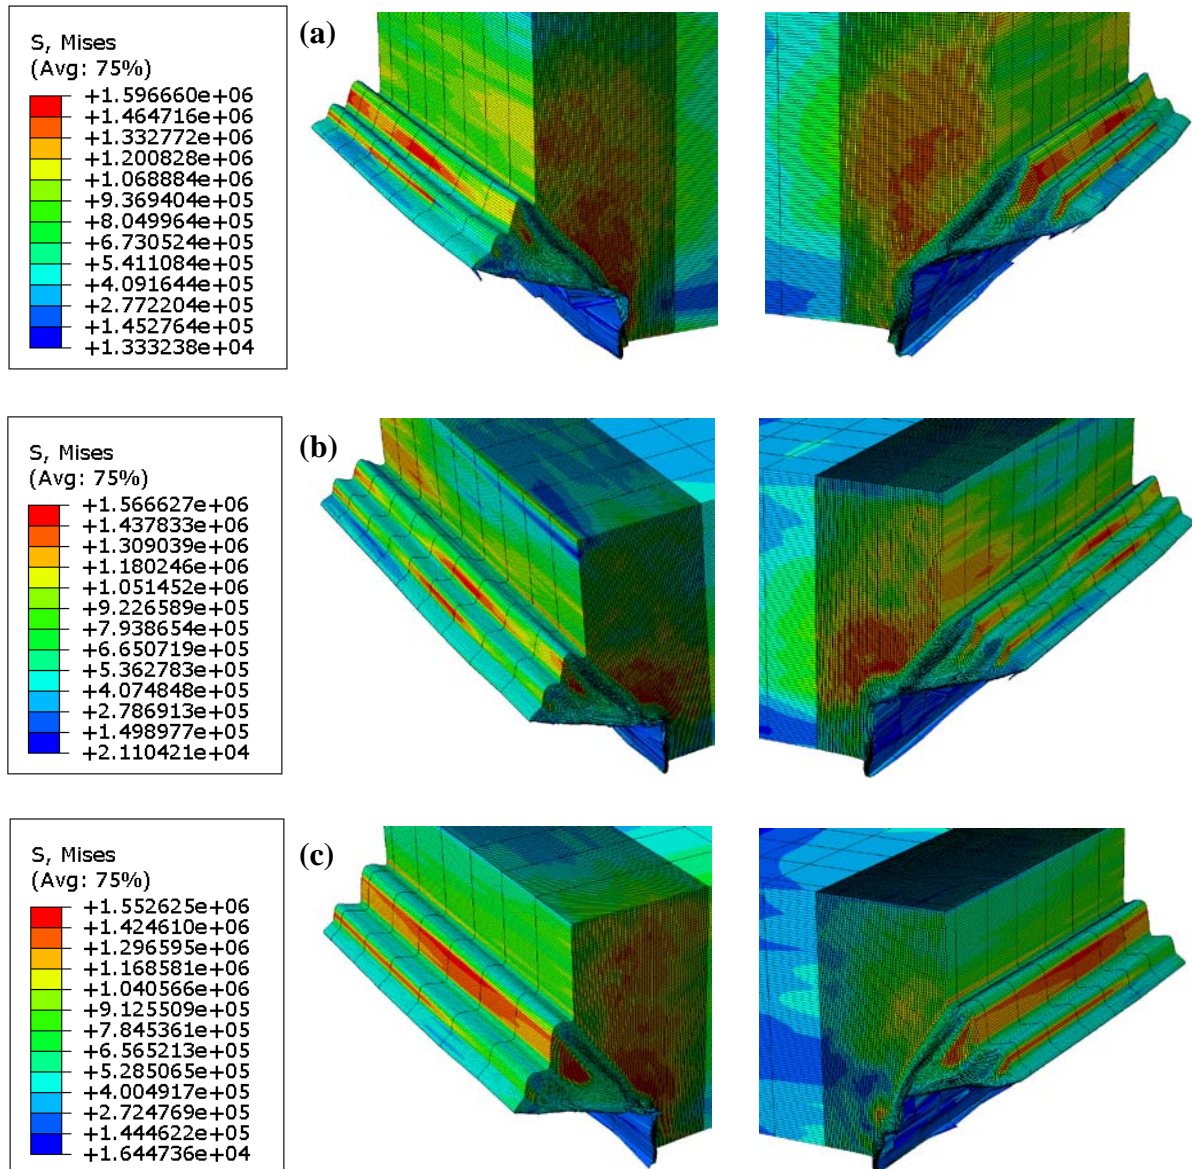 S, Mises
(Avg: 75%)
+1.596660e+06
+1.464716e+06
+1.332772e+06
+1.200828e+06
+1.068884e+06
+9.369404e+05
+8.049964e+05
+6.730524e+05
+5.411084e+05
+4.091644e+05
+2.772204e+05
+1.452764e+05
+1.333238e+04
(a)
S, Mises
(Avg: 75%)
+1.566627e+06
+1.437833e+06
+1.309039e+06
+1.180246e+06
+1.051452e+06
+9.226589e+05
+7.938654e+05
+6.650719e+05
+5.362783e+05
+4.074848e+05
+2.786913e+05
+1.498977e+05
+2.110421e+04
(b)
S, Mises
(Avg: 75%)
+1.552625e+06
+1.424610e+06
+1.296595e+06
+1.168581e+06
+1.040566e+06
+9.125509e+05
+7.845361e+05
+6.565213e+05
+5.285065e+05
+4.004917e+05
+2.724769e+05
+1.444622e+05
+1.644736e+04
(c)